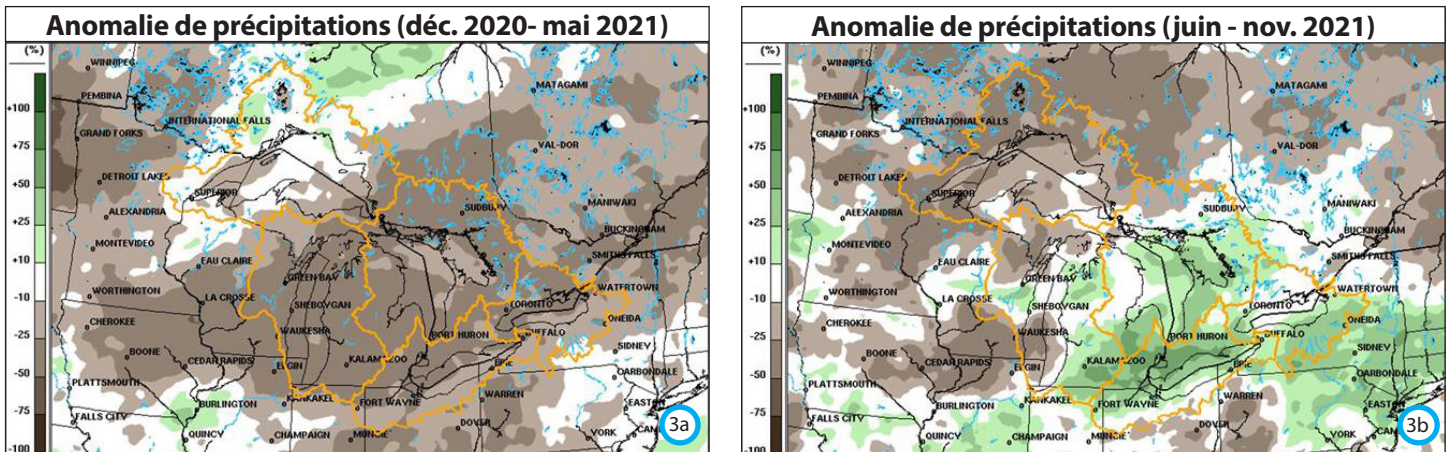 Anomalie de précipitations (déc. 2020- mai 2021)
(%)
+100
+75
+50
+25
+10
-10
-25
-50
-75
-100
WINNIPEG
PEMBINA
GRAND FORKS
INTERNATIONAL FALLS
DETROIT LAKES
SUPERIOR
ALEXANDRIA
MONTEVIDEO
EAU CLAIRE
WORTHINGTON
LA CROSSE
CHEROKEE
GREEN BAY
SHEBOYGAN
WAUKESHA
BOONE
CEDAR RAPIDS
ELGIN
KALAMAZOO
PLATTSMOUTH
BURLINGTON
KANKAKEE
FORT WAYNE
FALLS CITY
QUINCY
CHAMPAIGN
MUNCIE
MATAGAMI
VAL-DOR
SUDBURY
MANIWAKI
BUCKINGHAM
SMITHS FALLS
TORONTO
WATERTOWN
PORT HURON
BUFFALO
ONEIDA
ERIE
SIDNEY
CARBONDALE
WARREN
DOVER
EASTON
YORK
3a
Anomalie de précipitations (juin - nov. 2021)
(%)
+100
+75
+50
+25
+10
-10
-25
-50
-75
-100
WINNIPEG
PEMBINA
GRAND FORKS
INTERNATIONAL FALLS
DETROIT LAKES
SUPERIOR
ALEXANDRIA
MONTEVIDEO
EAU CLAIRE
WORTHINGTON
LA CROSSE
CHEROKEE
GREEN BAY
SHEBOYGAN
WAUKESHA
BOONE
CEDAR RAPIDS
ELGIN
KALAMAZOO
PLATTSMOUTH
BURLINGTON
KANKAKEE
FORT WAYNE
FALLS CITY
QUINCY
CHAMPAIGN
MUNCIE
MATAGAMI
VAL-DOR
SUDBURY
MANIWAKI
BUCKINGHAM
SMITHS FALLS
TORONTO
WATERTOWN
PORT HURON
BUFFALO
ONEIDA
ERIE
SIDNEY
CARBONDALE
WARREN
DOVER
EAST
YORK
3b